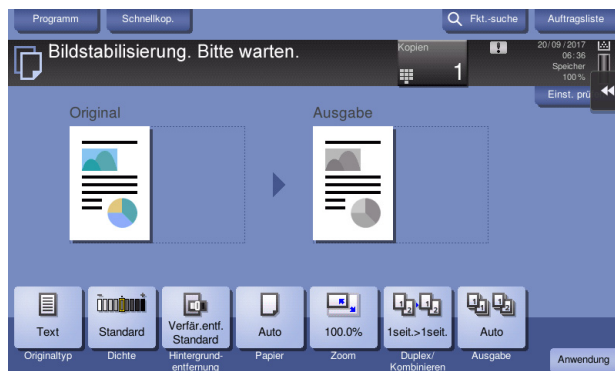 Programm
Schnellkop.
Fkt.-suche
Auftragsliste
Bildstabilisierung. Bitte warten.
Kopien
1
20/09/2017
06:36
Speicher
100 %
Einst. prü
Original
Ausgabe
Text
Standard
Verfär.entf.
Standard
Auto
100.0%
1seit.>1seit.
Auto
Originaltyp
Dichte
Hintergrund-
entfernung
Papier
Zoom
Duplex/
Kombinieren
Ausgabe
Anwendung